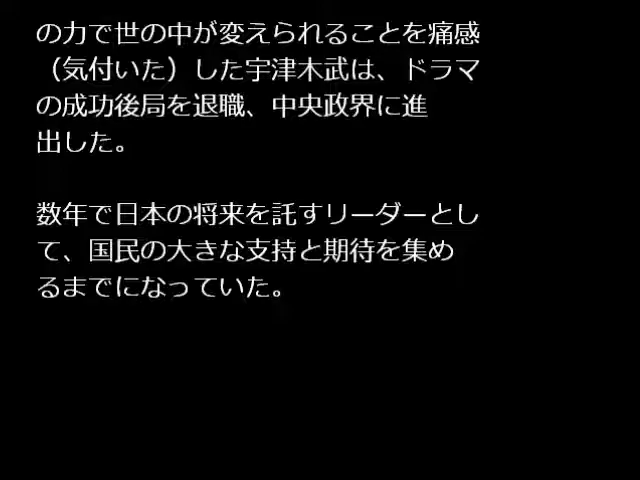 の力で世の中が変えられることを痛感
（気付いた）した宇津木武は、ドラマ
の成功後局を退職、中央政界に進
出した。
数年で日本の将来を託すリーダーとし
て、国民の大きな支持と期待を集め
るまでになっていた。